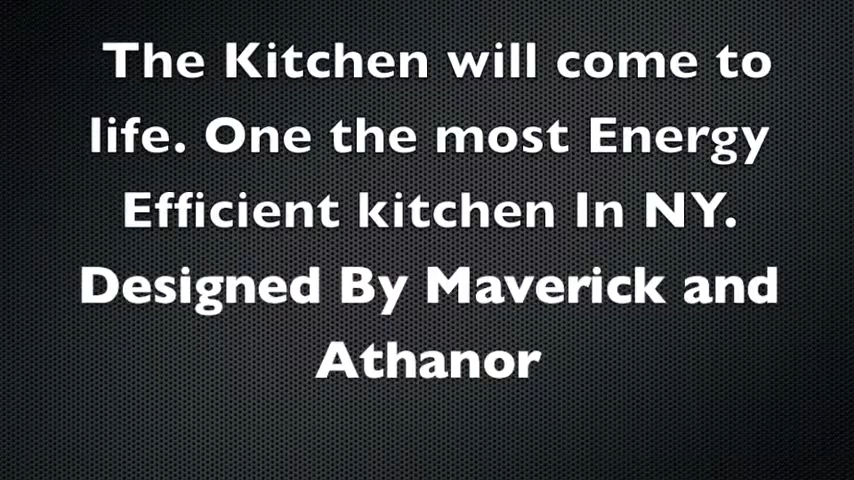 The Kitchen will come to
life. One the most Energy
Efficient kitchen In NY.
Designed By Maverick and
Athanor